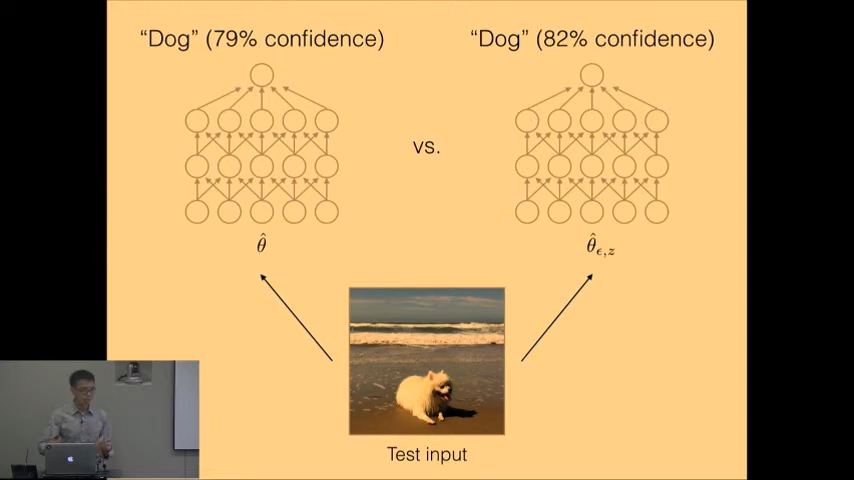 “Dog” (79% confidence)
“Dog” (82% confidence)
vs.
θ̂
θ̂ϵ,z
Test input